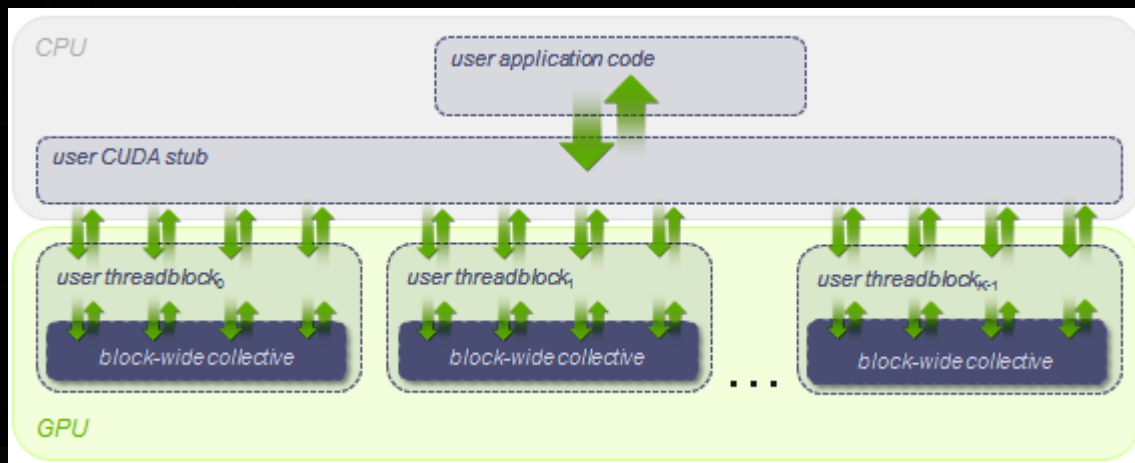 CPU
user application code
user CUDA stub
user threadblock₀
user threadblock₁
user threadblockₖ₋₁
block-wide collective
block-wide collective
...
block-wide collective
GPU